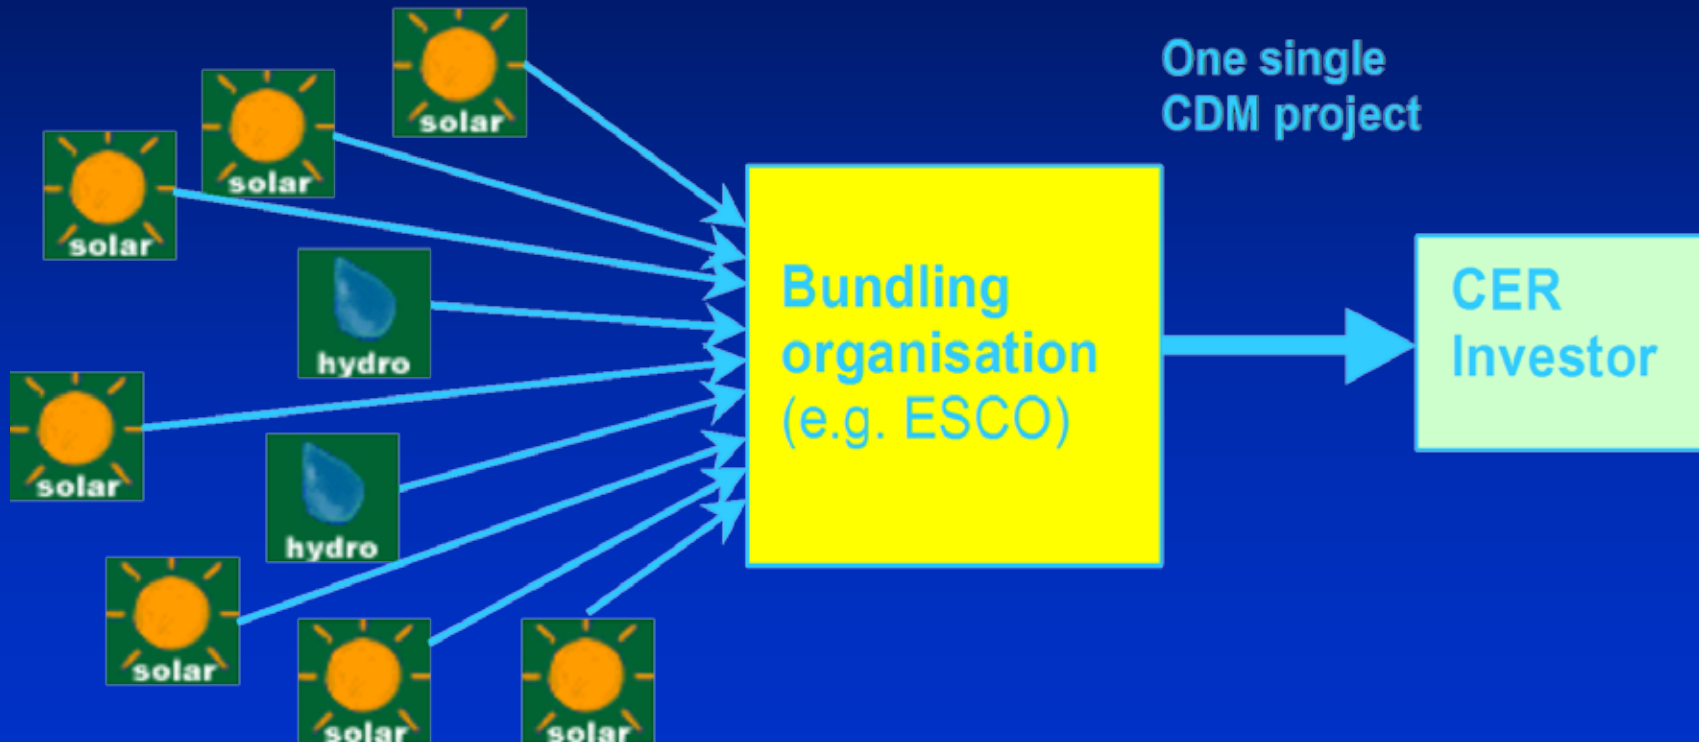 solar
solar
solar
hydro
solar
hydro
solar
solar
solar
One single
CDM project
Bundling
organisation
(e.g. ESCO)
CER
Investor